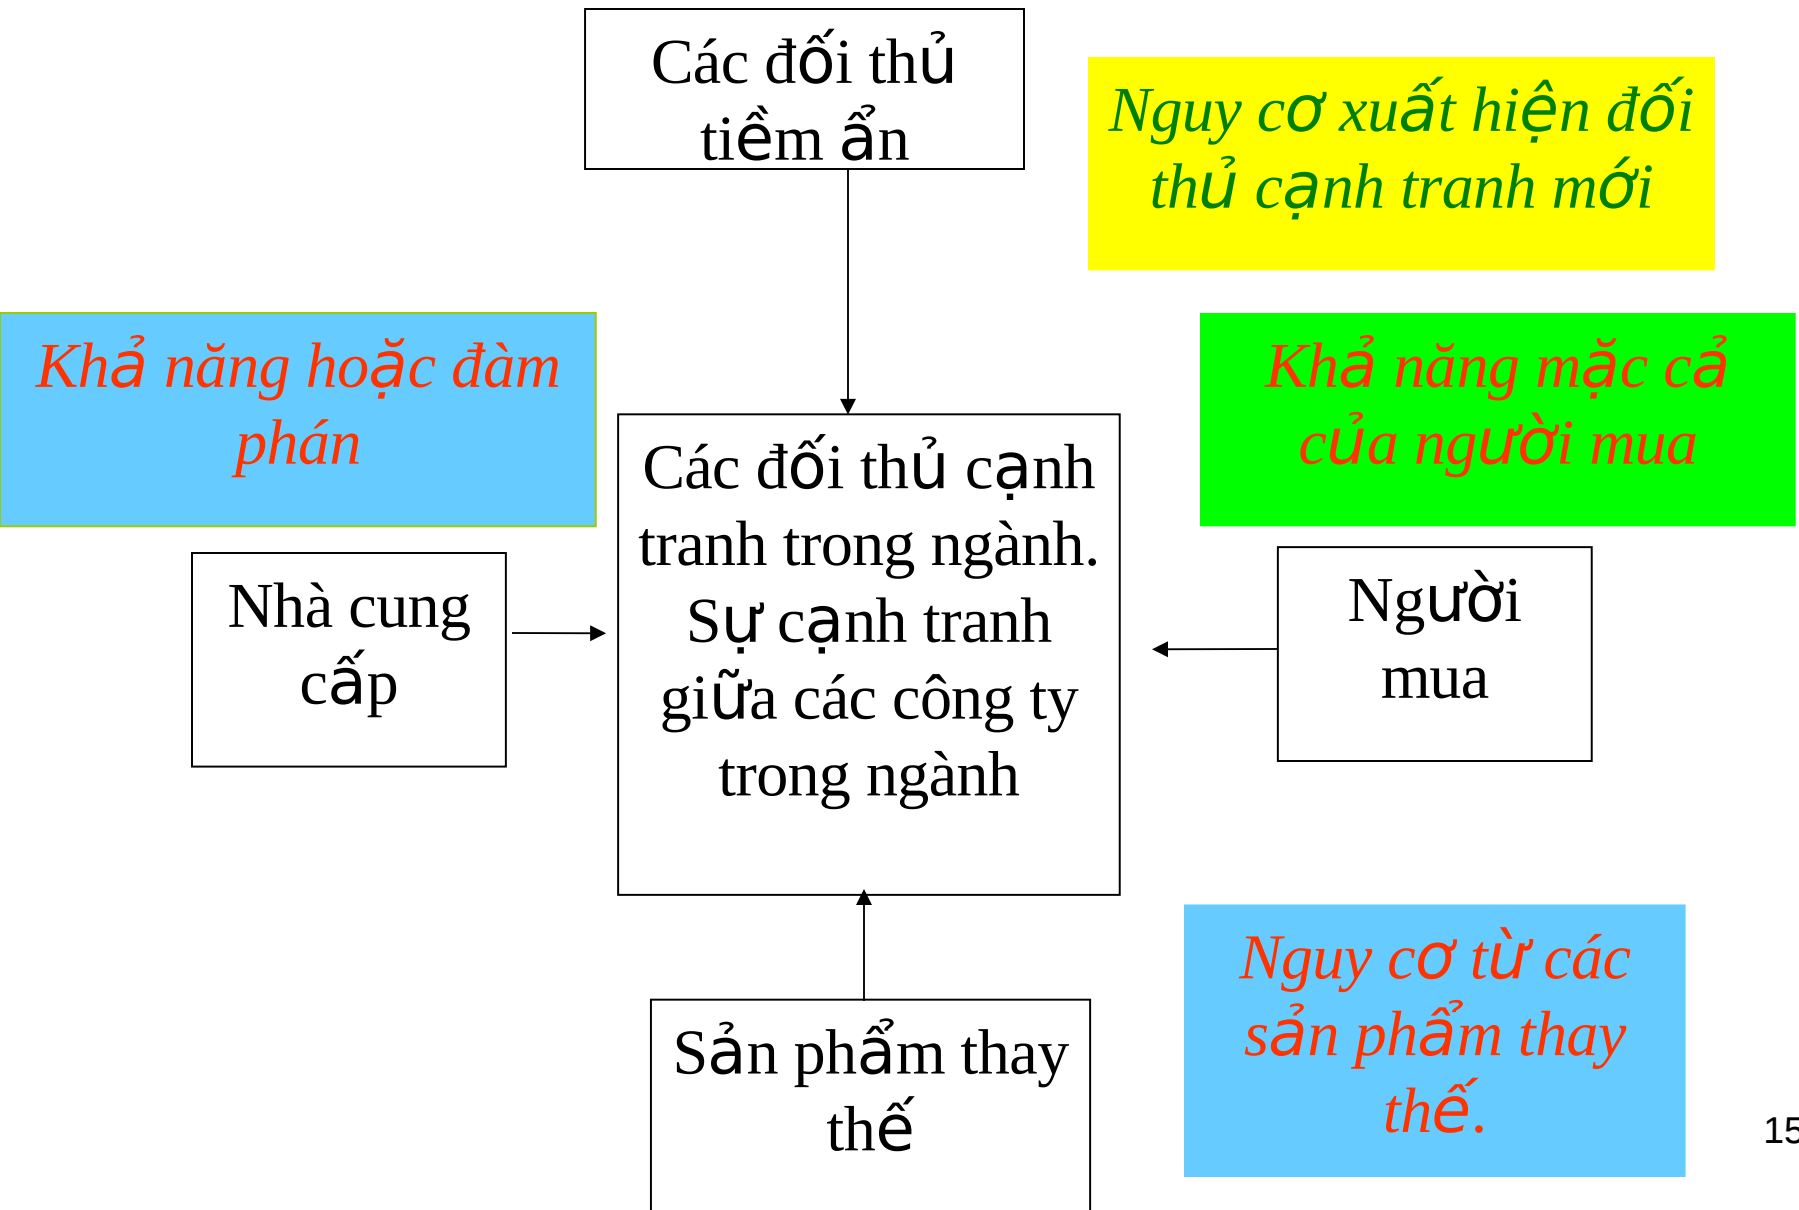 Các đối thủ
tiềm ẩn
Nguy cơ xuất hiện đối
thủ cạnh tranh mới
Khả năng hoặc đàm
phán
Khả năng mặc cả
của người mua
Các đối thủ cạnh
tranh trong ngành.
Sự cạnh tranh
giữa các công ty
trong ngành
Nhà cung
cấp
Người
mua
Nguy cơ từ các
sản phẩm thay
thế.
Sản phẩm thay
thế
15